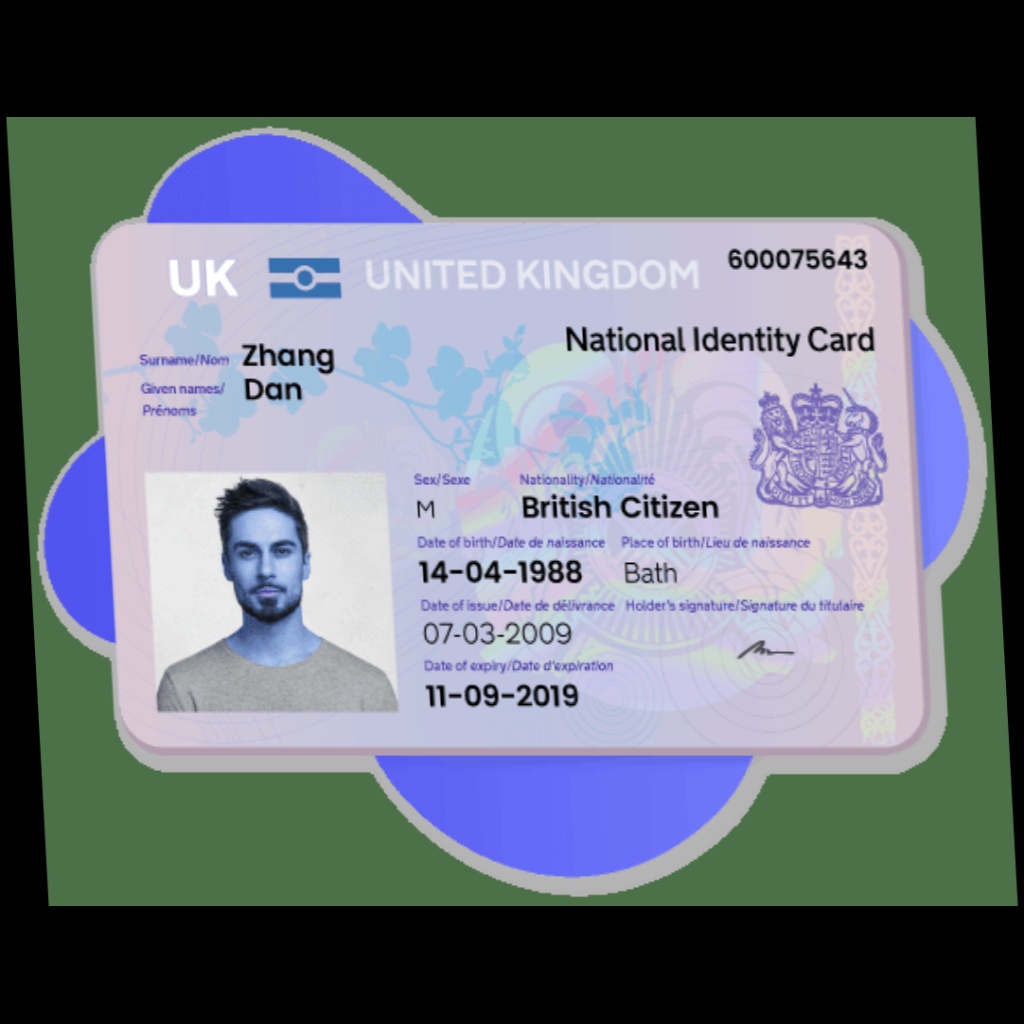 UK UNITED KINGDOM 600075643
National Identity Card
Surname/Nom Zhang
Given names/ Dan
Prénoms
Sex/Sexe Nationality/Nationalité
M British Citizen
Date of birth/Date de naissance Place of birth/Lieu de naissance
14-04-1988 Bath
Date of issue/Date de délivrance Holder's signature/Signature du titulaire
07-03-2009
Date of expiry/Date d'expiration
11-09-2019